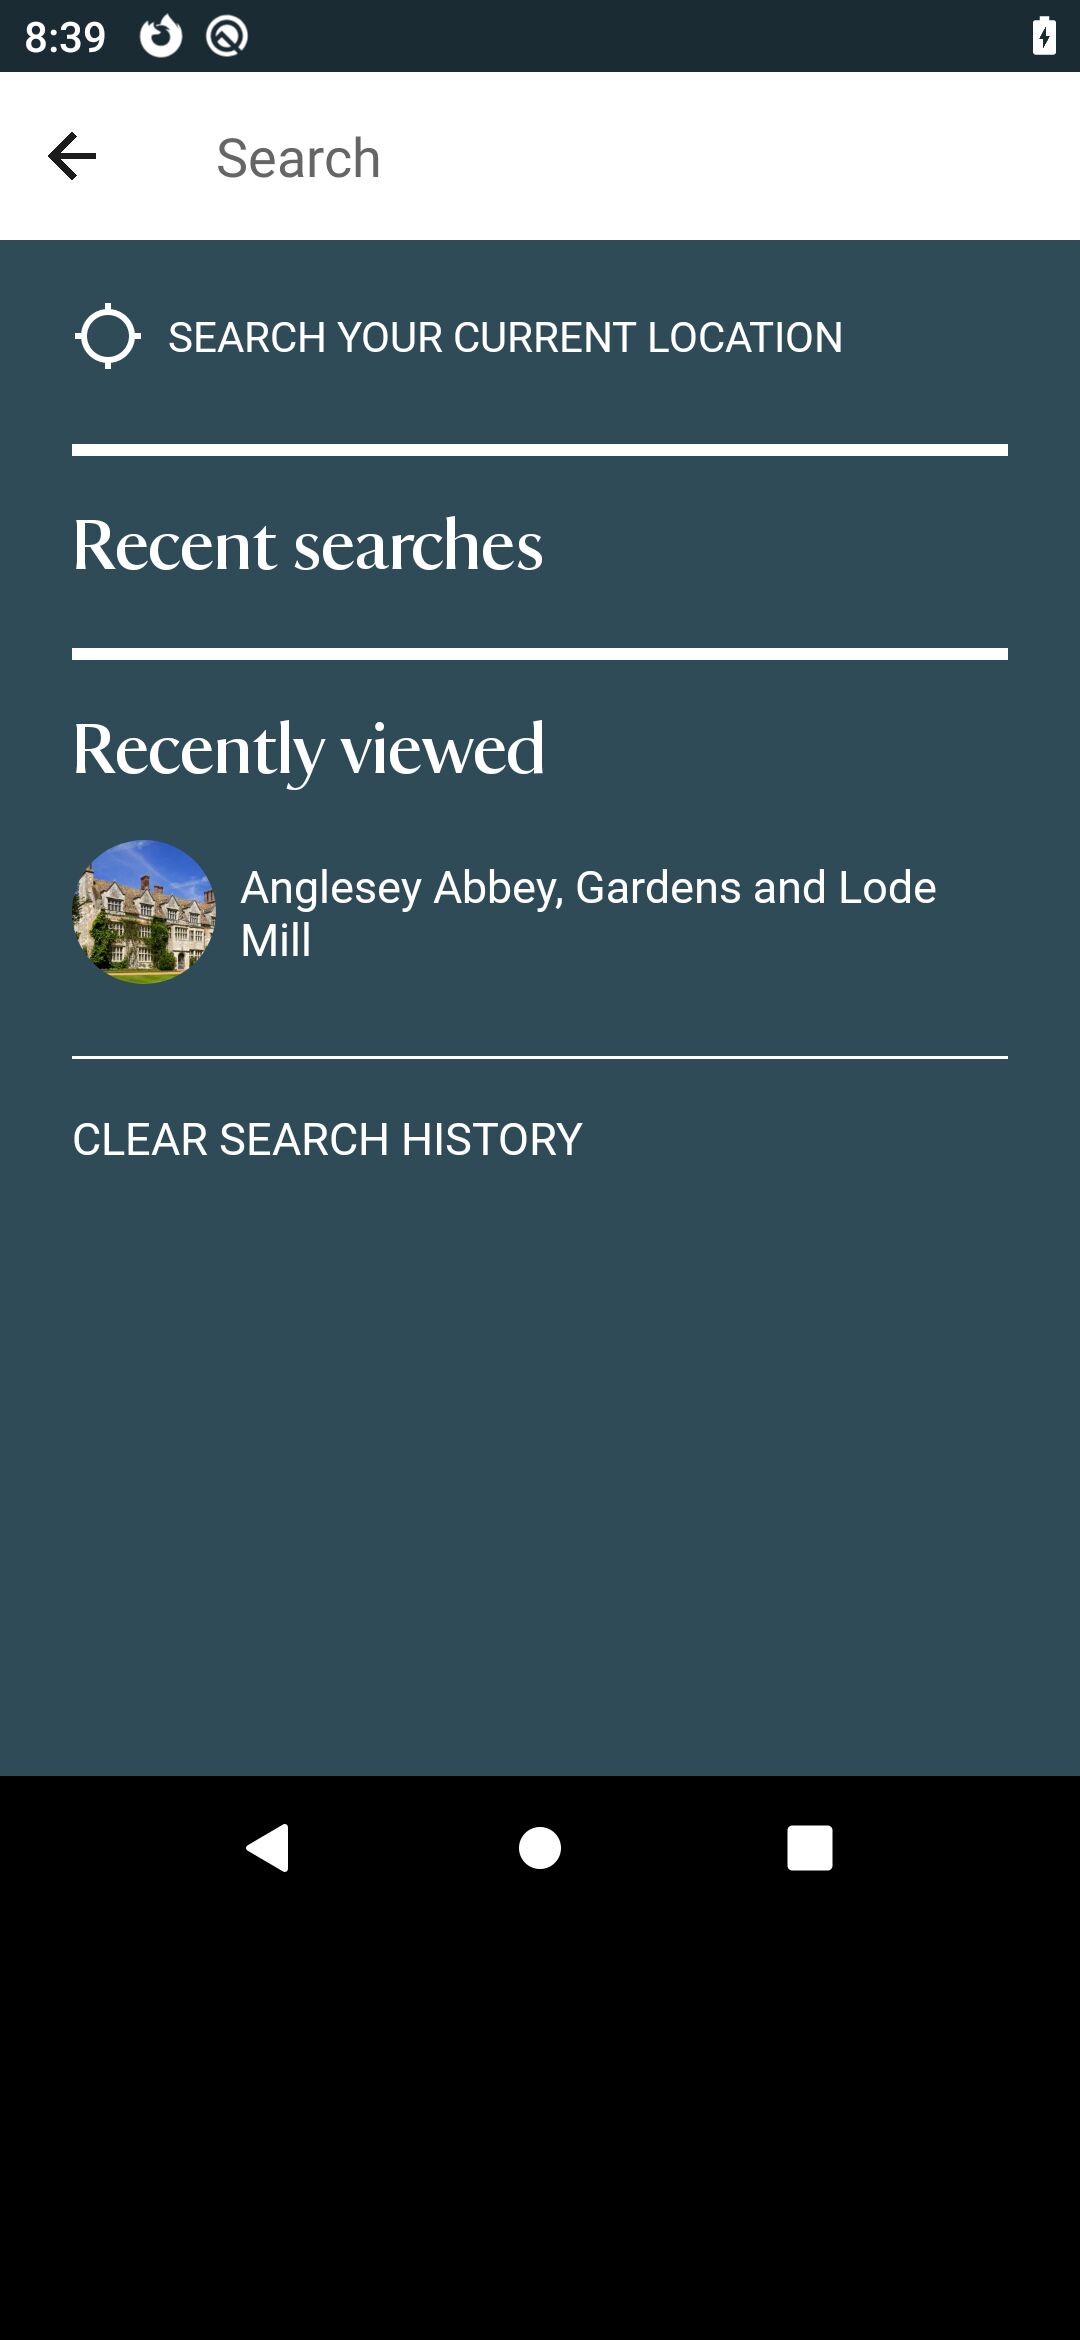 8:39
Search
SEARCH YOUR CURRENT LOCATION
Recent searches
Recently viewed
Anglesey Abbey, Gardens and Lode
Mill
CLEAR SEARCH HISTORY